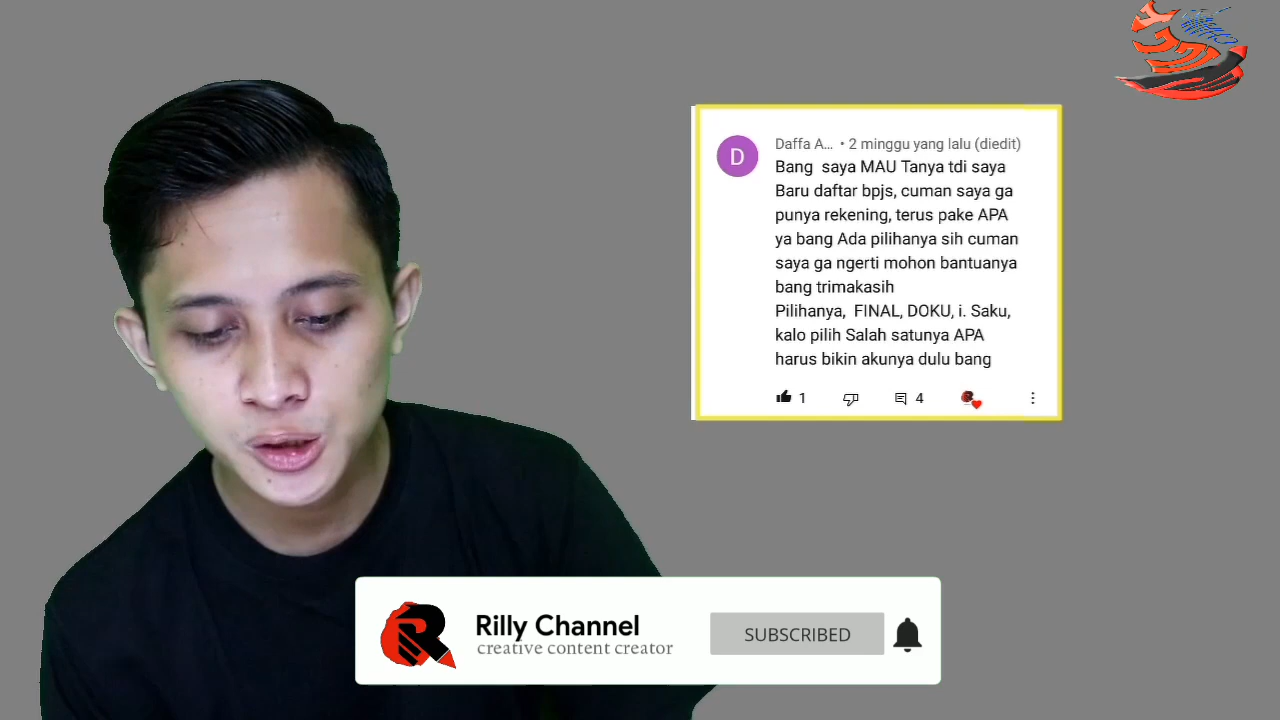 Daffa A... • 2 minggu yang lalu (diedit)
D
Bang saya MAU Tanya tdi saya
Baru daftar bpjs, cuman saya ga
punya rekening, terus pake APA
ya bang Ada pilihanya sih cuman
saya ga ngerti mohon bantuanya
bang trimakasih
Pilihanya, FINAL, DOKU, i. Saku,
kalo pilih Salah satunya APA
harus bikin akunya dulu bang
1
4
Rilly Channel
creative content creator
SUBSCRIBED